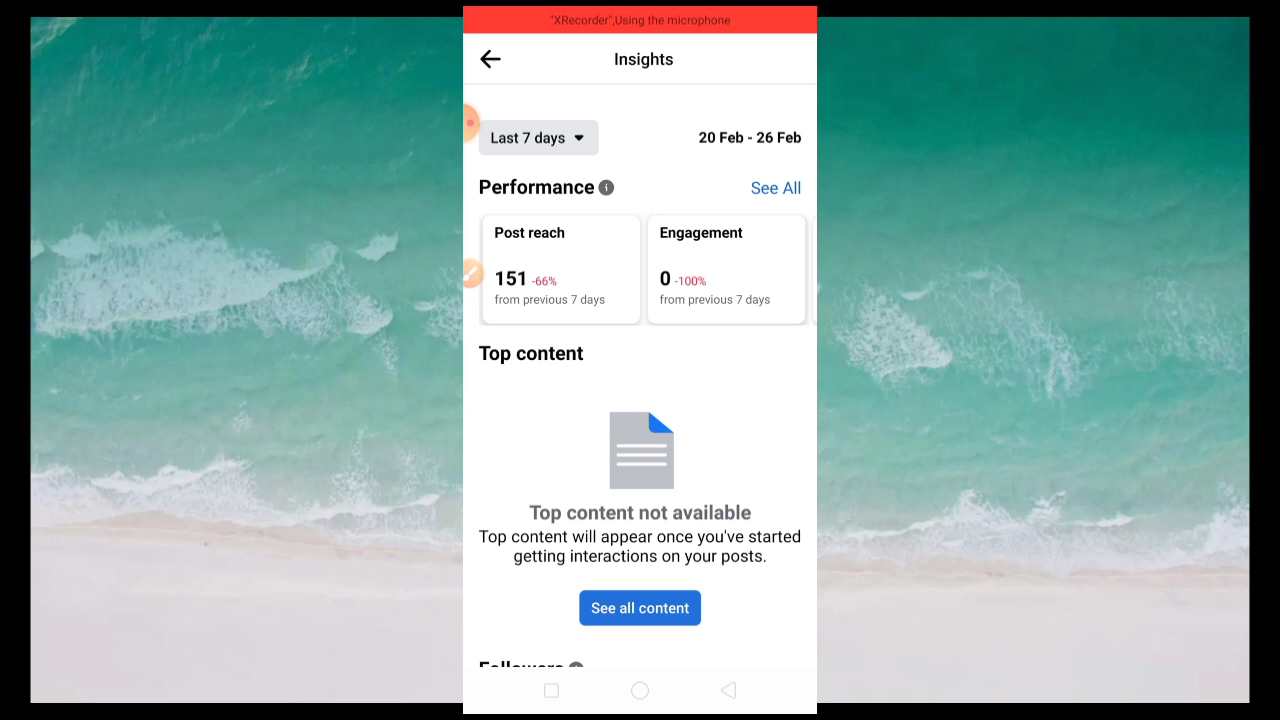 "XRecorder",Using the microphone
Insights
Last 7 days
20 Feb - 26 Feb
Performance
See All
Post reach
Engagement
151 -66%
0 -100%
from previous 7 days
from previous 7 days
Top content
Top content not available
Top content will appear once you've started
getting interactions on your posts.
See all content
Followers